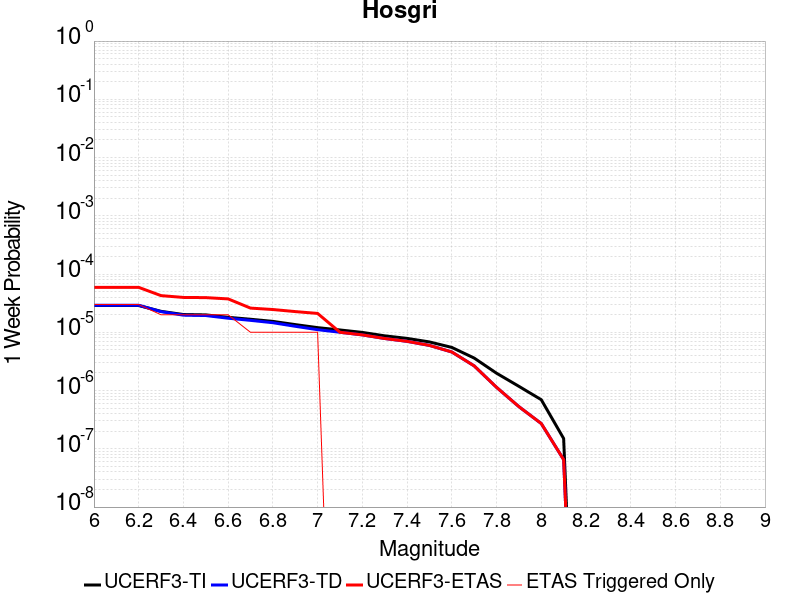 Hosgri
10^0
10^-1
10^-2
10^-3
10^-4
10^-5
10^-6
10^-7
10^-8
1 Week Probability
6 6.2 6.4 6.6 6.8 7 7.2 7.4 7.6 7.8 8 8.2 8.4 8.6 8.8 9
Magnitude
UCERF3-TI UCERF3-TD UCERF3-ETAS ETAS Triggered Only